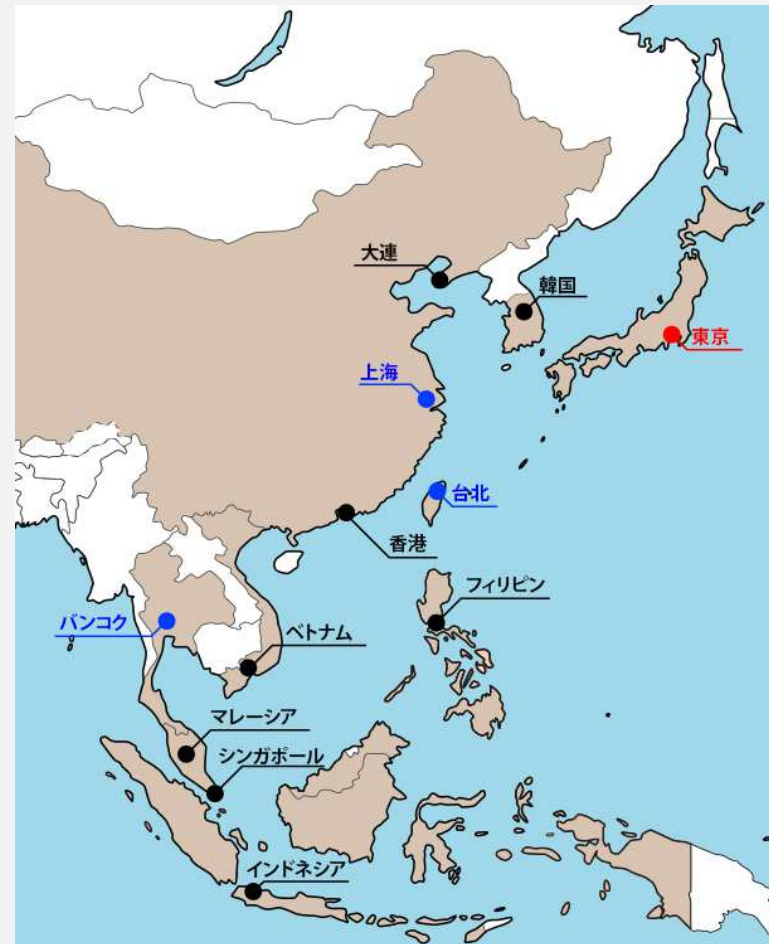 大連
韓国
東京
上海
台北
香港
フィリピン
バンコク
ベトナム
マレーシア
シンガポール
インドネシア